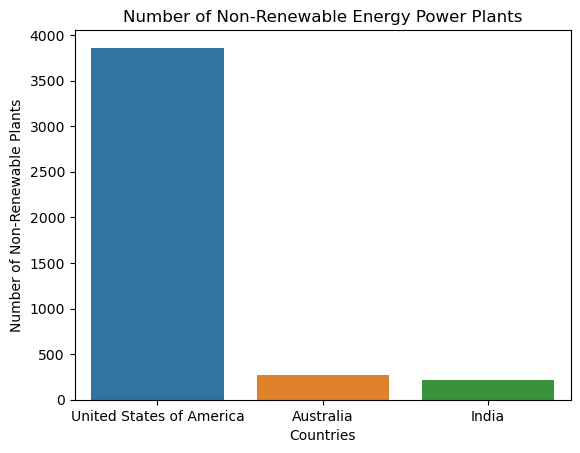 Number of Non-Renewable Energy Power Plants
Number of Non-Renewable Plants
4000
3500
3000
2500
2000
1500
1000
500
0
United States of America
Australia
India
Countries